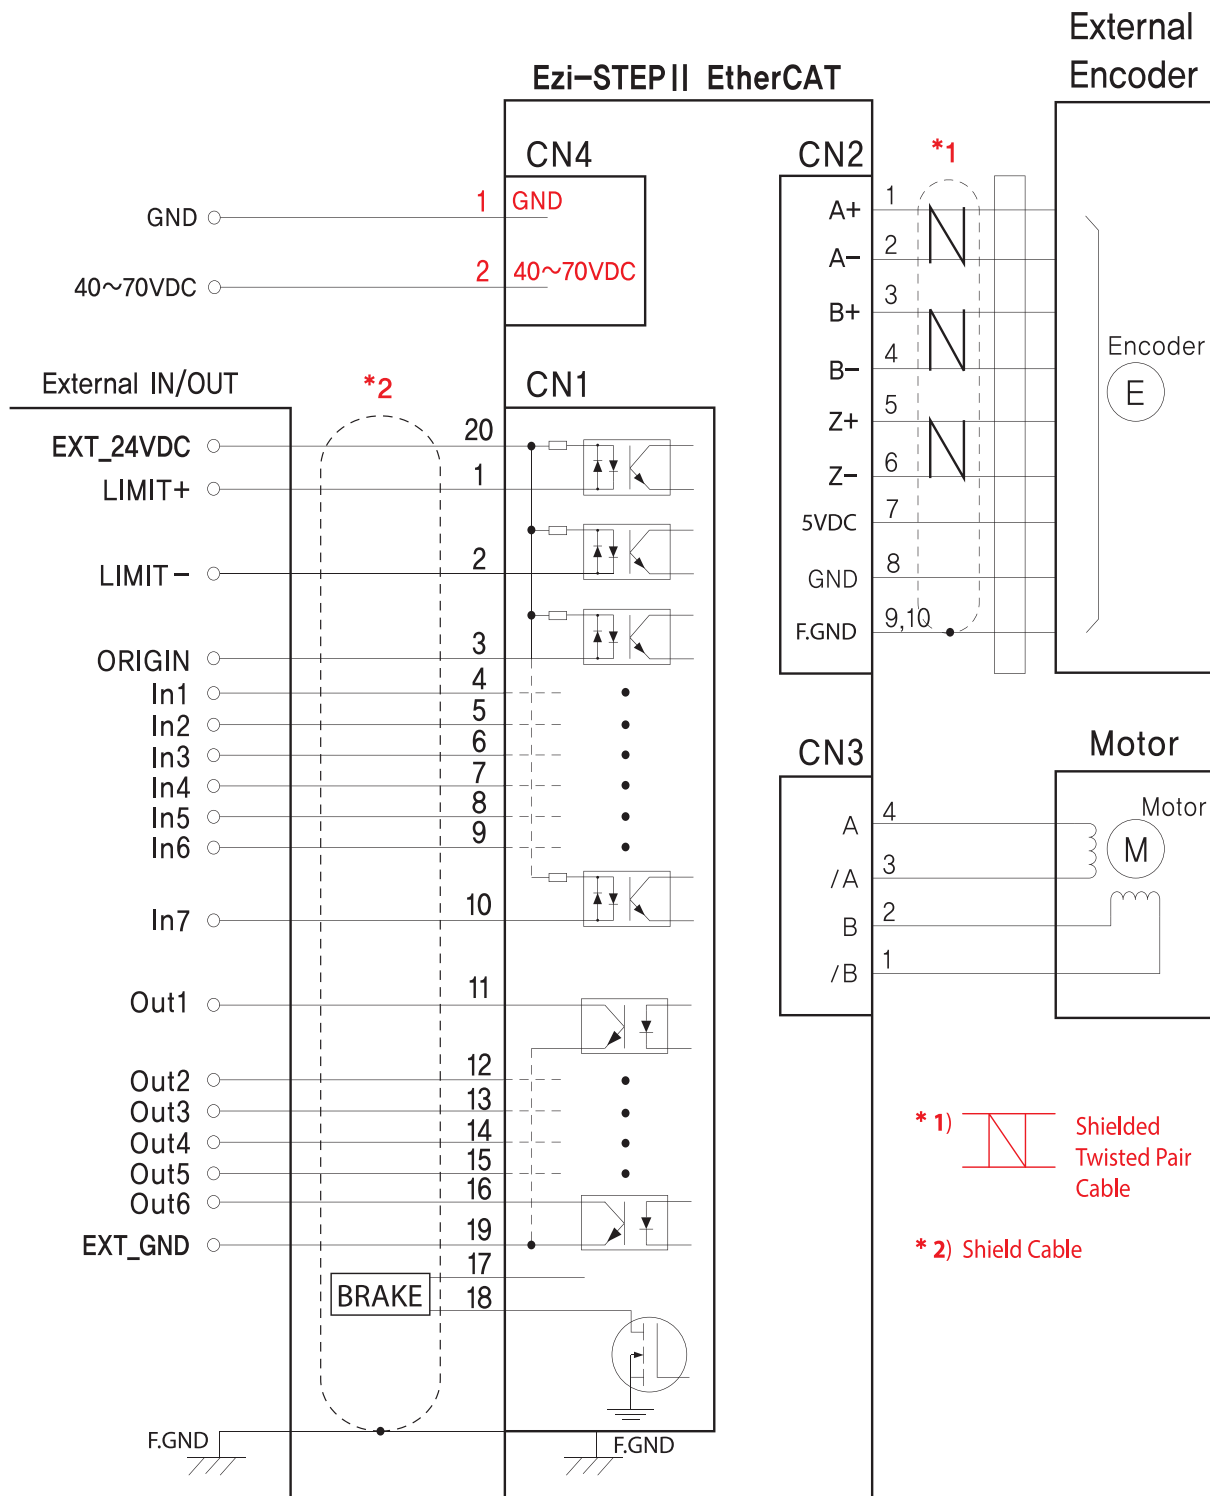 External
Encoder
Ezi-STEPII EtherCAT
CN4
1 GND
GND
2 40~70VDC
40~70VDC
CN2
*1
A+ 1
A- 2
B+ 3
B- 4
Z+ 5
Z- 6
5VDC 7
GND 8
F.GND 9,10
Encoder
E
External IN/OUT
*2
CN1
EXT_24VDC 20
LIMIT+ 1
LIMIT- 2
ORIGIN 3
In1 4
In2 5
In3 6
In4 7
In5 8
In6 9
In7 10
Out1 11
Out2 12
Out3 13
Out4 14
Out5 15
Out6 16
EXT_GND 19
17
BRAKE 18
F.GND
F.GND
CN3
Motor
A 4
/A 3
B 2
/B 1
Motor
M
* 1) Shielded
Twisted Pair
Cable
* 2) Shield Cable